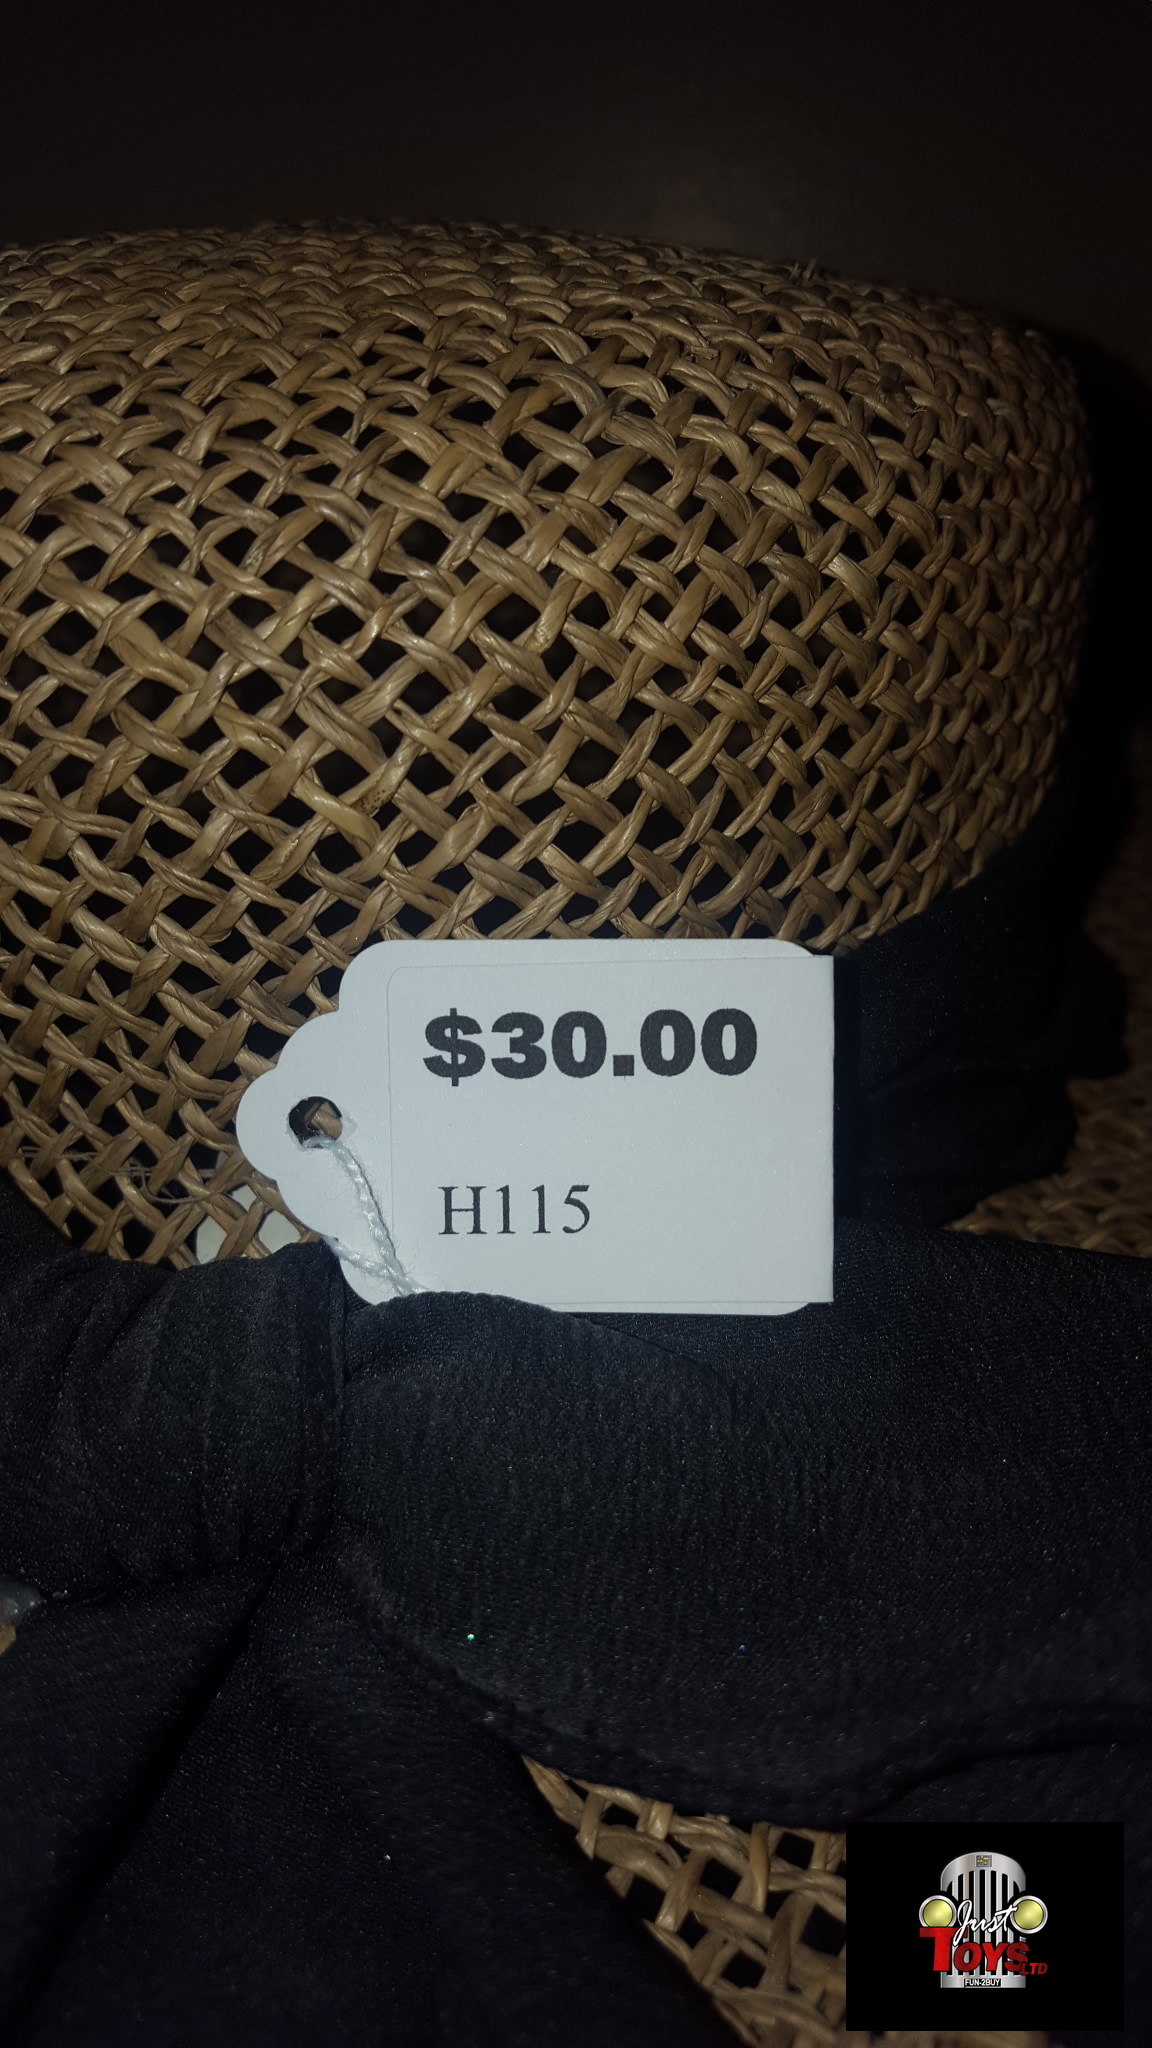 $30.00
H115
Just
TOYS LTD
FUN-2BUY